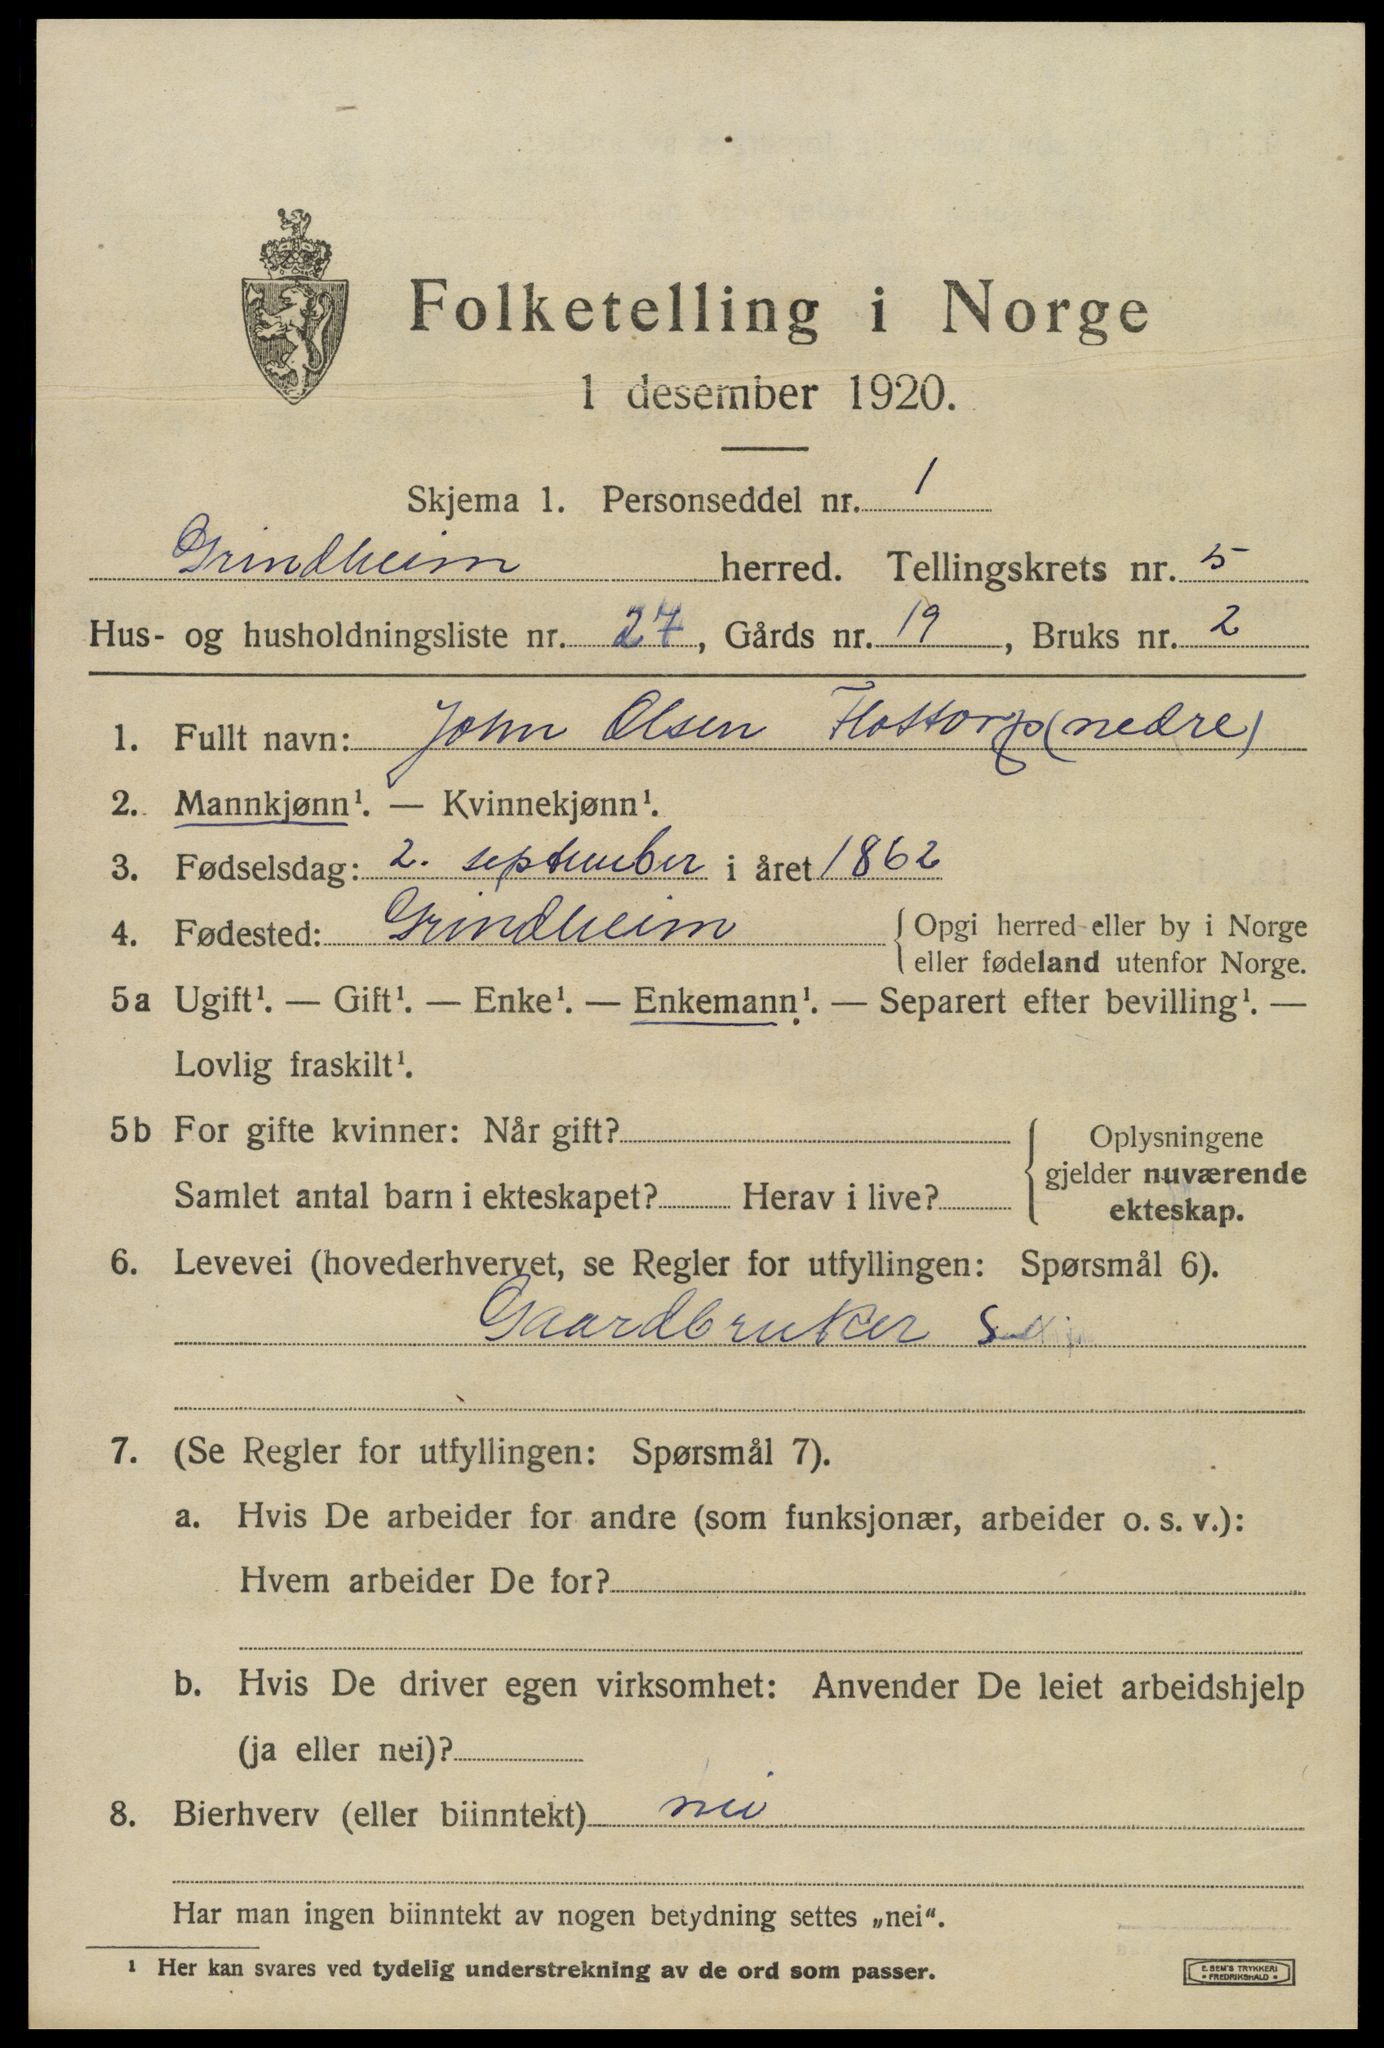 Folketelling i Norge
1 desember 1920.
Skjema 1. Personseddel nr. 1
Grindheim herred. Tellingskrets nr. 5
Hus- og husholdningsliste nr. 27, Gårds nr. 19, Bruks nr. 2
1. Fullt navn: John Olsen Flottorp (nedre)
2. Mannkjønn¹. — Kvinnekjønn¹.
3. Fødselsdag: 2. september i året 1862
4. Fødested: Grindheim { Opgi herred eller by i Norge
eller fødeland utenfor Norge.
5a Ugift¹. — Gift¹. — Enke¹. — Enkemann¹. — Separert efter bevilling¹. —
Lovlig fraskilt¹.
5b For gifte kvinner: Når gift?
Samlet antal barn i ekteskapet? Herav i live?
{ Oplysningene
gjelder nuværende
ekteskap.
6. Levevei (hovederhvervet, se Regler for utfyllingen: Spørsmål 6).
Gaardbruker S
7. (Se Regler for utfyllingen: Spørsmål 7).
a. Hvis De arbeider for andre (som funksjonær, arbeider o. s. v.):
Hvem arbeider De for?
b. Hvis De driver egen virksomhet: Anvender De leiet arbeidshjelp
(ja eller nei)?
8. Bierhverv (eller biinntekt) nei
Har man ingen biinntekt av nogen betydning settes „nei“.
¹ Her kan svares ved tydelig understrekning av de ord som passer.
E. SEM'S TRYKKERI
• FREDRIKSHALD •